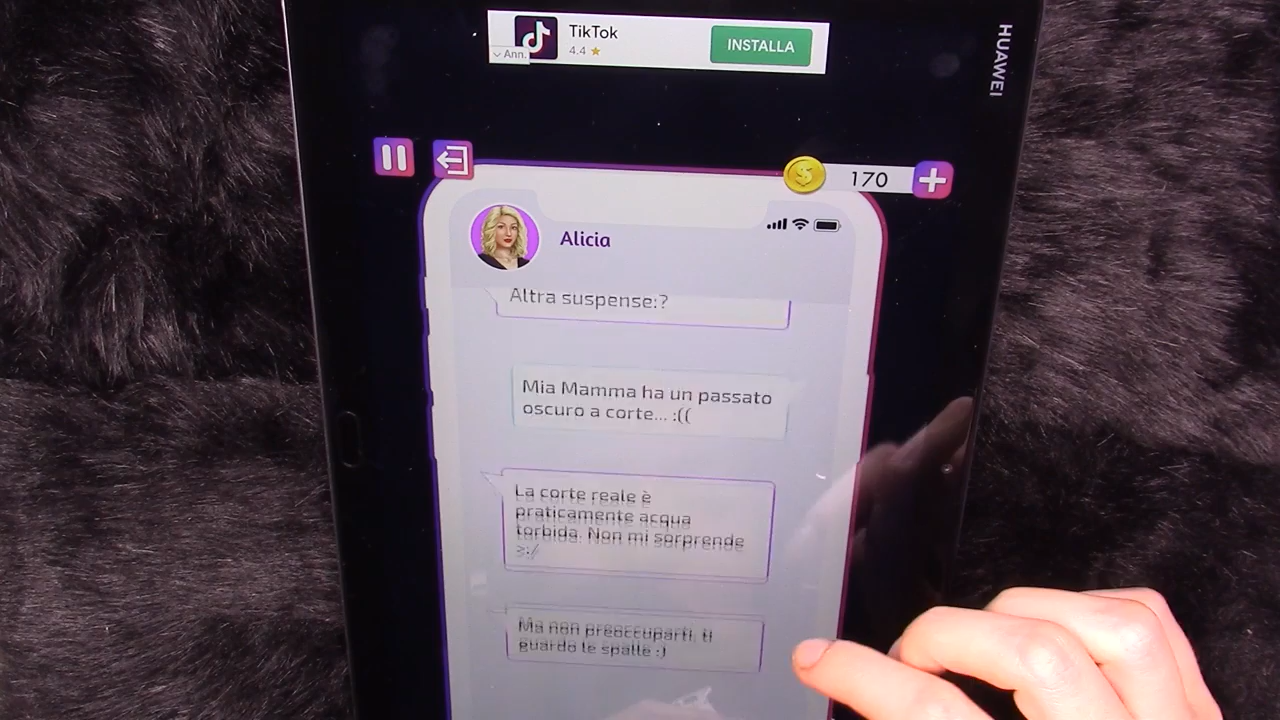 TikTok
4.4 ★
Ann.
INSTALLA
HUAWEI
170
Alicia
Altra suspense:?
Mia Mamma ha un passato
oscuro a corte... :((
La corte reale è
praticamente acqua
torbida. Non mi sorprende
>:/
Ma non preoccuparti, ti
guardo le spalle :)